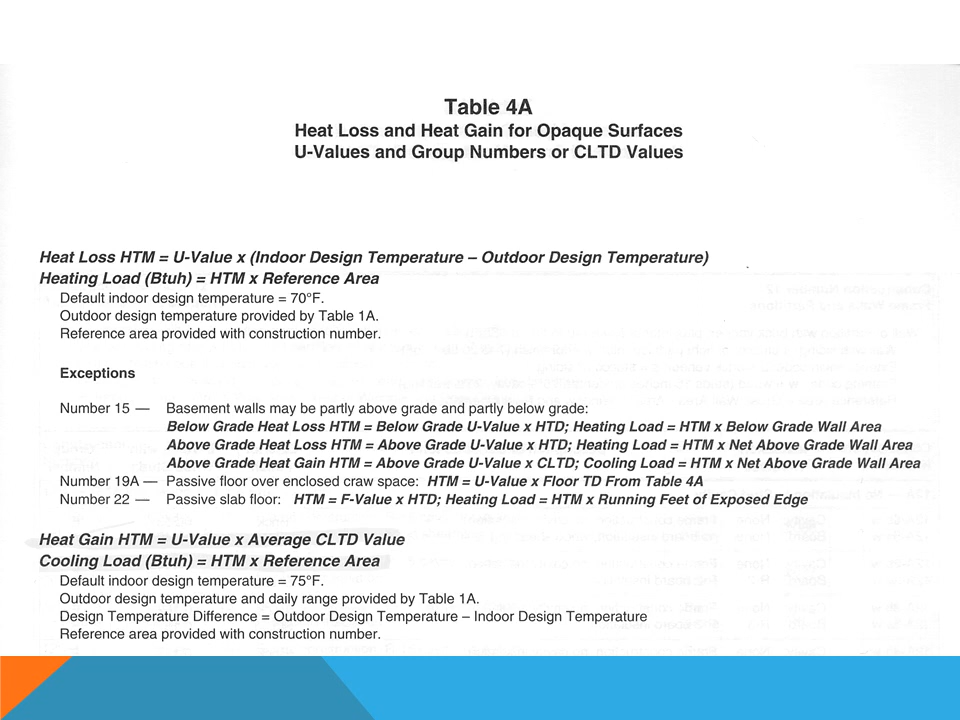 Table 4A
Heat Loss and Heat Gain for Opaque Surfaces
U-Values and Group Numbers or CLTD Values
Heat Loss HTM = U-Value x (Indoor Design Temperature – Outdoor Design Temperature)
Heating Load (Btuh) = HTM x Reference Area
Default indoor design temperature = 70°F.
Outdoor design temperature provided by Table 1A.
Reference area provided with construction number.
Exceptions
Number 15 — Basement walls may be partly above grade and partly below grade:
Below Grade Heat Loss HTM = Below Grade U-Value x HTD; Heating Load = HTM x Below Grade Wall Area
Above Grade Heat Loss HTM = Above Grade U-Value x HTD; Heating Load = HTM x Net Above Grade Wall Area
Above Grade Heat Gain HTM = Above Grade U-Value x CLTD; Cooling Load = HTM x Net Above Grade Wall Area
Number 19A — Passive floor over enclosed craw space: HTM = U-Value x Floor TD From Table 4A
Number 22 — Passive slab floor: HTM = F-Value x HTD; Heating Load = HTM x Running Feet of Exposed Edge
Heat Gain HTM = U-Value x Average CLTD Value
Cooling Load (Btuh) = HTM x Reference Area
Default indoor design temperature = 75°F.
Outdoor design temperature and daily range provided by Table 1A.
Design Temperature Difference = Outdoor Design Temperature – Indoor Design Temperature
Reference area provided with construction number.